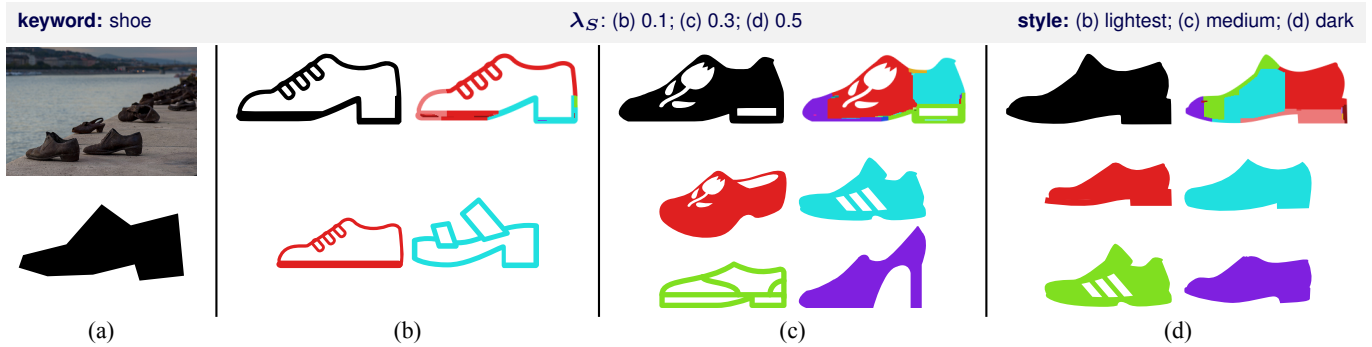 keyword: shoe
λS: (b) 0.1; (c) 0.3; (d) 0.5
style: (b) lightest; (c) medium; (d) dark
(a)
(b)
(c)
(d)